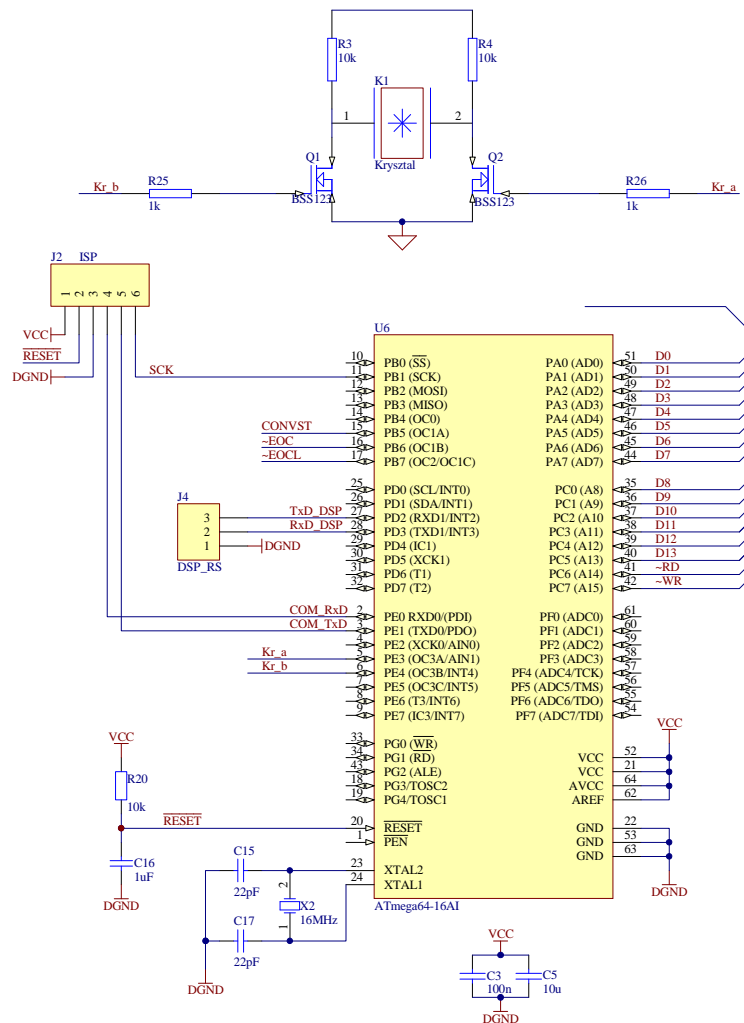 R3
10k
R4
10k
K1
1
2
Krysztal
Q1
BSS123
Q2
BSS123
Kr_b
R25
1k
R26
1k
Kr_a
J2 ISP
1 2 3 4 5 6
VCC
RESET
DGND
SCK
U6
10 PB0 (SS)
11 PB1 (SCK)
12 PB2 (MOSI)
13 PB3 (MISO)
14 PB4 (OC0)
CONVST 15 PB5 (OC1A)
~EOC 16 PB6 (OC1B)
~EOCL 17 PB7 (OC2/OC1C)
25 PD0 (SCL/INT0)
26 PD1 (SDA/INT1)
TxD_DSP 27 PD2 (RXD1/INT2)
RxD_DSP 28 PD3 (TXD1/INT3)
29 PD4 (IC1)
30 PD5 (XCK1)
31 PD6 (T1)
32 PD7 (T2)
J4
3
2
1
DGND
DSP_RS
COM_RxD 2 PE0 RXD0/(PDI)
COM_TxD 3 PE1 (TXD0/PDO)
4 PE2 (XCK0/AIN0)
Kr_a 5 PE3 (OC3A/AIN1)
Kr_b 6 PE4 (OC3B/INT4)
7 PE5 (OC3C/INT5)
8 PE6 (T3/INT6)
9 PE7 (IC3/INT7)
33 PG0 (WR)
34 PG1 (RD)
43 PG2 (ALE)
18 PG3/TOSC2
19 PG4/TOSC1
RESET 20 RESET
1 PEN
23 XTAL2
24 XTAL1
ATmega64-16AI
PA0 (AD0) 51 D0
PA1 (AD1) 50 D1
PA2 (AD2) 49 D2
PA3 (AD3) 48 D3
PA4 (AD4) 47 D4
PA5 (AD5) 46 D5
PA6 (AD6) 45 D6
PA7 (AD7) 44 D7
PC0 (A8) 35 D8
PC1 (A9) 36 D9
PC2 (A10 37 D10
PC3 (A11) 38 D11
PC4 (A12) 39 D12
PC5 (A13) 40 D13
PC6 (A14) 41 ~RD
PC7 (A15) 42 ~WR
PF0 (ADC0) 61
PF1 (ADC1) 60
PF2 (ADC2) 59
PF3 (ADC3) 58
PF4 (ADC4/TCK) 57
PF5 (ADC5/TMS) 56
PF6 (ADC6/TDO) 55
PF7 (ADC7/TDI) 54
VCC
VCC 52
VCC 21
AVCC 64
AREF 62
GND 22
GND 53
GND 63
DGND
VCC
R20
10k
C16
1uF
DGND
C15
22pF
2
X2
16MHz
1
C17
22pF
DGND
VCC
C3
100n
C5
10u
DGND